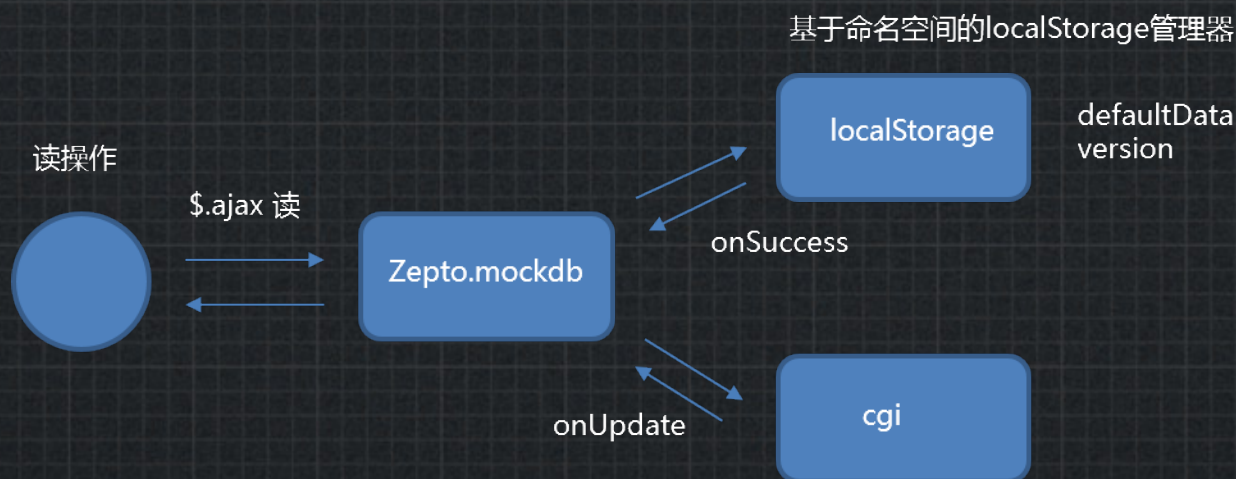 基于命名空间的localStorage管理器
localStorage
defaultData
version
读操作
$.ajax 读
onSuccess
Zepto.mockdb
onUpdate
cgi